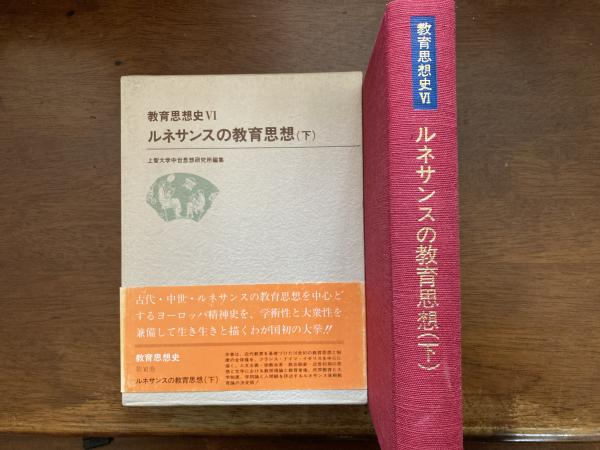 教育思想史Ⅵ
ルネサンスの教育思想(下)
上智大学中世思想研究所編集
古代・中世・ルネサンスの教育思想を中心と
するヨーロッパ精神史を、学術性と大衆性を
兼備して生き生きと描くわが国初の大挙!!
教育思想史
第Ⅵ巻
ルネサンスの教育思想(下)
教育思想史Ⅵ
ルネサンスの教育思想(下)